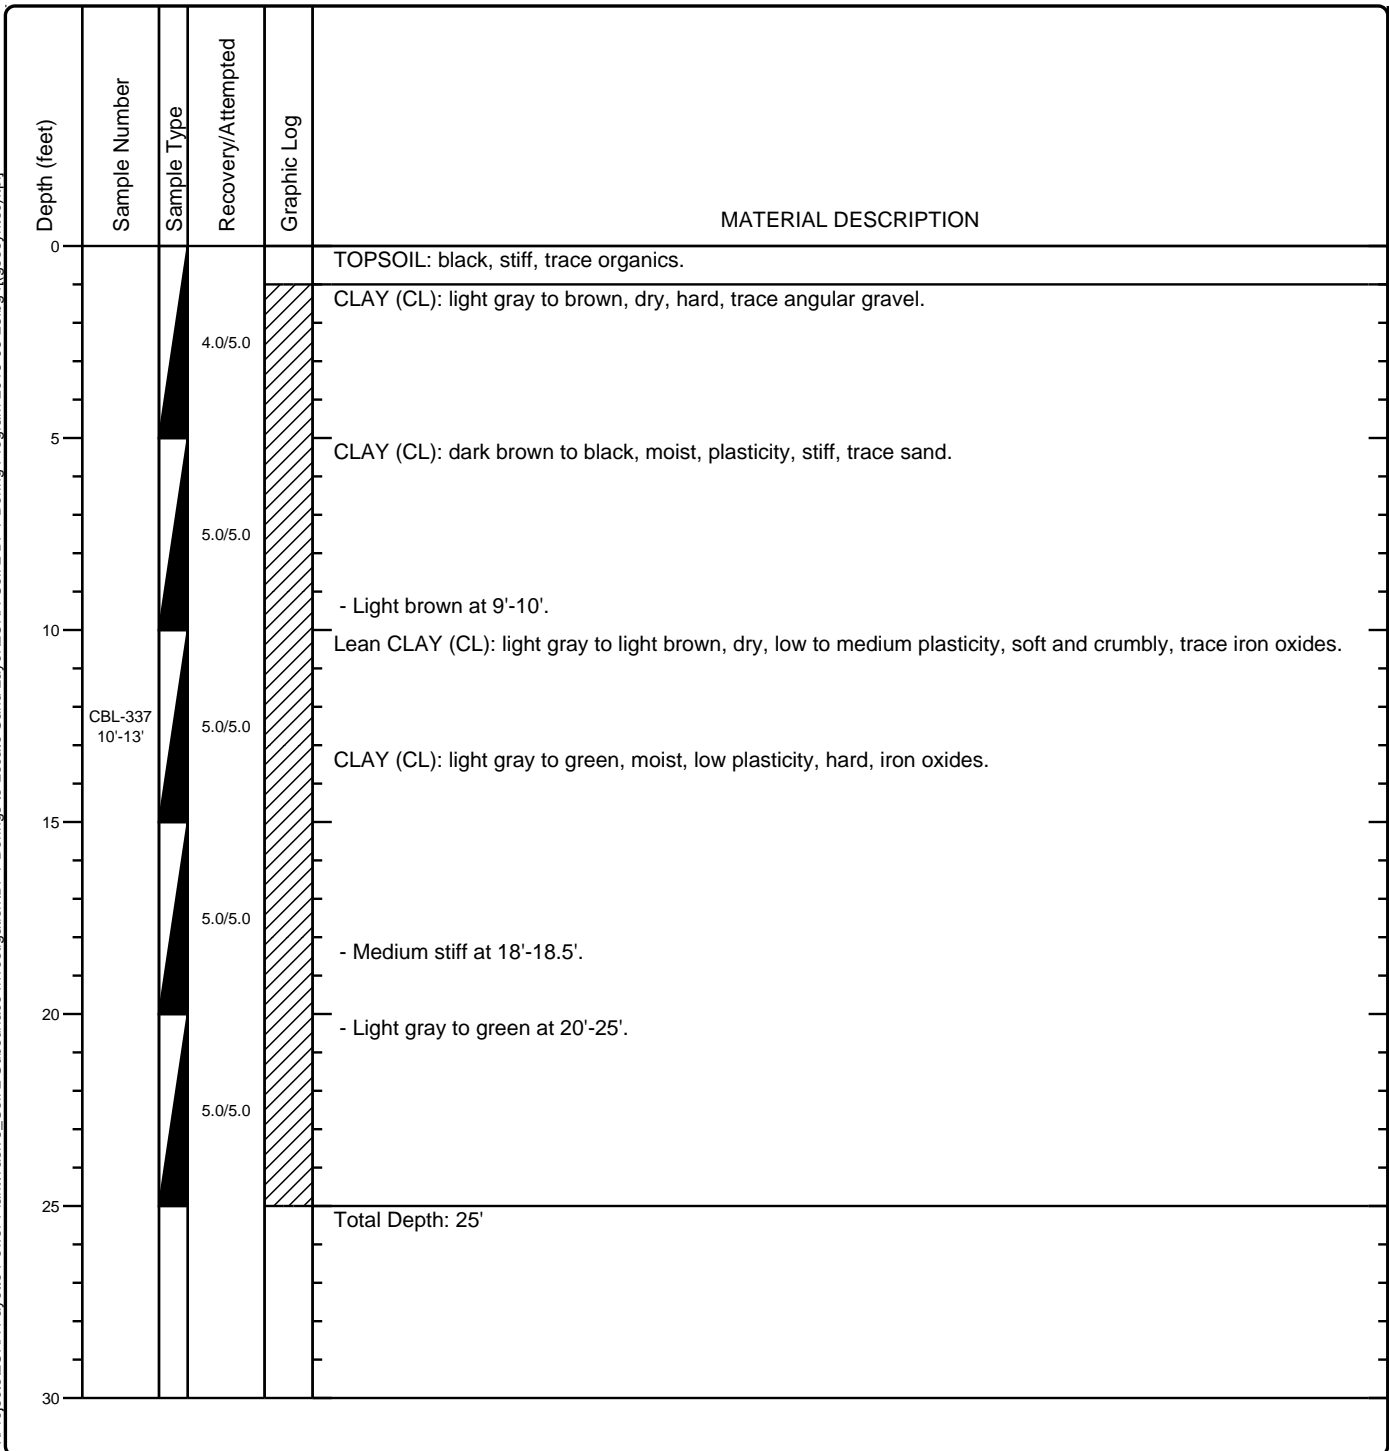 Depth (feet)
Sample Number
Sample Type
Recovery/Attempted
Graphic Log
MATERIAL DESCRIPTION
0
TOPSOIL: black, stiff, trace organics.
CLAY (CL): light gray to brown, dry, hard, trace angular gravel.
4.0/5.0
5
CLAY (CL): dark brown to black, moist, plasticity, stiff, trace sand.
5.0/5.0
- Light brown at 9'-10'.
10
Lean CLAY (CL): light gray to light brown, dry, low to medium plasticity, soft and crumbly, trace iron oxides.
CBL-337
10'-13'
5.0/5.0
CLAY (CL): light gray to green, moist, low plasticity, hard, iron oxides.
15
5.0/5.0
- Medium stiff at 18'-18.5'.
20
- Light gray to green at 20'-25'.
5.0/5.0
25
Total Depth: 25'
30